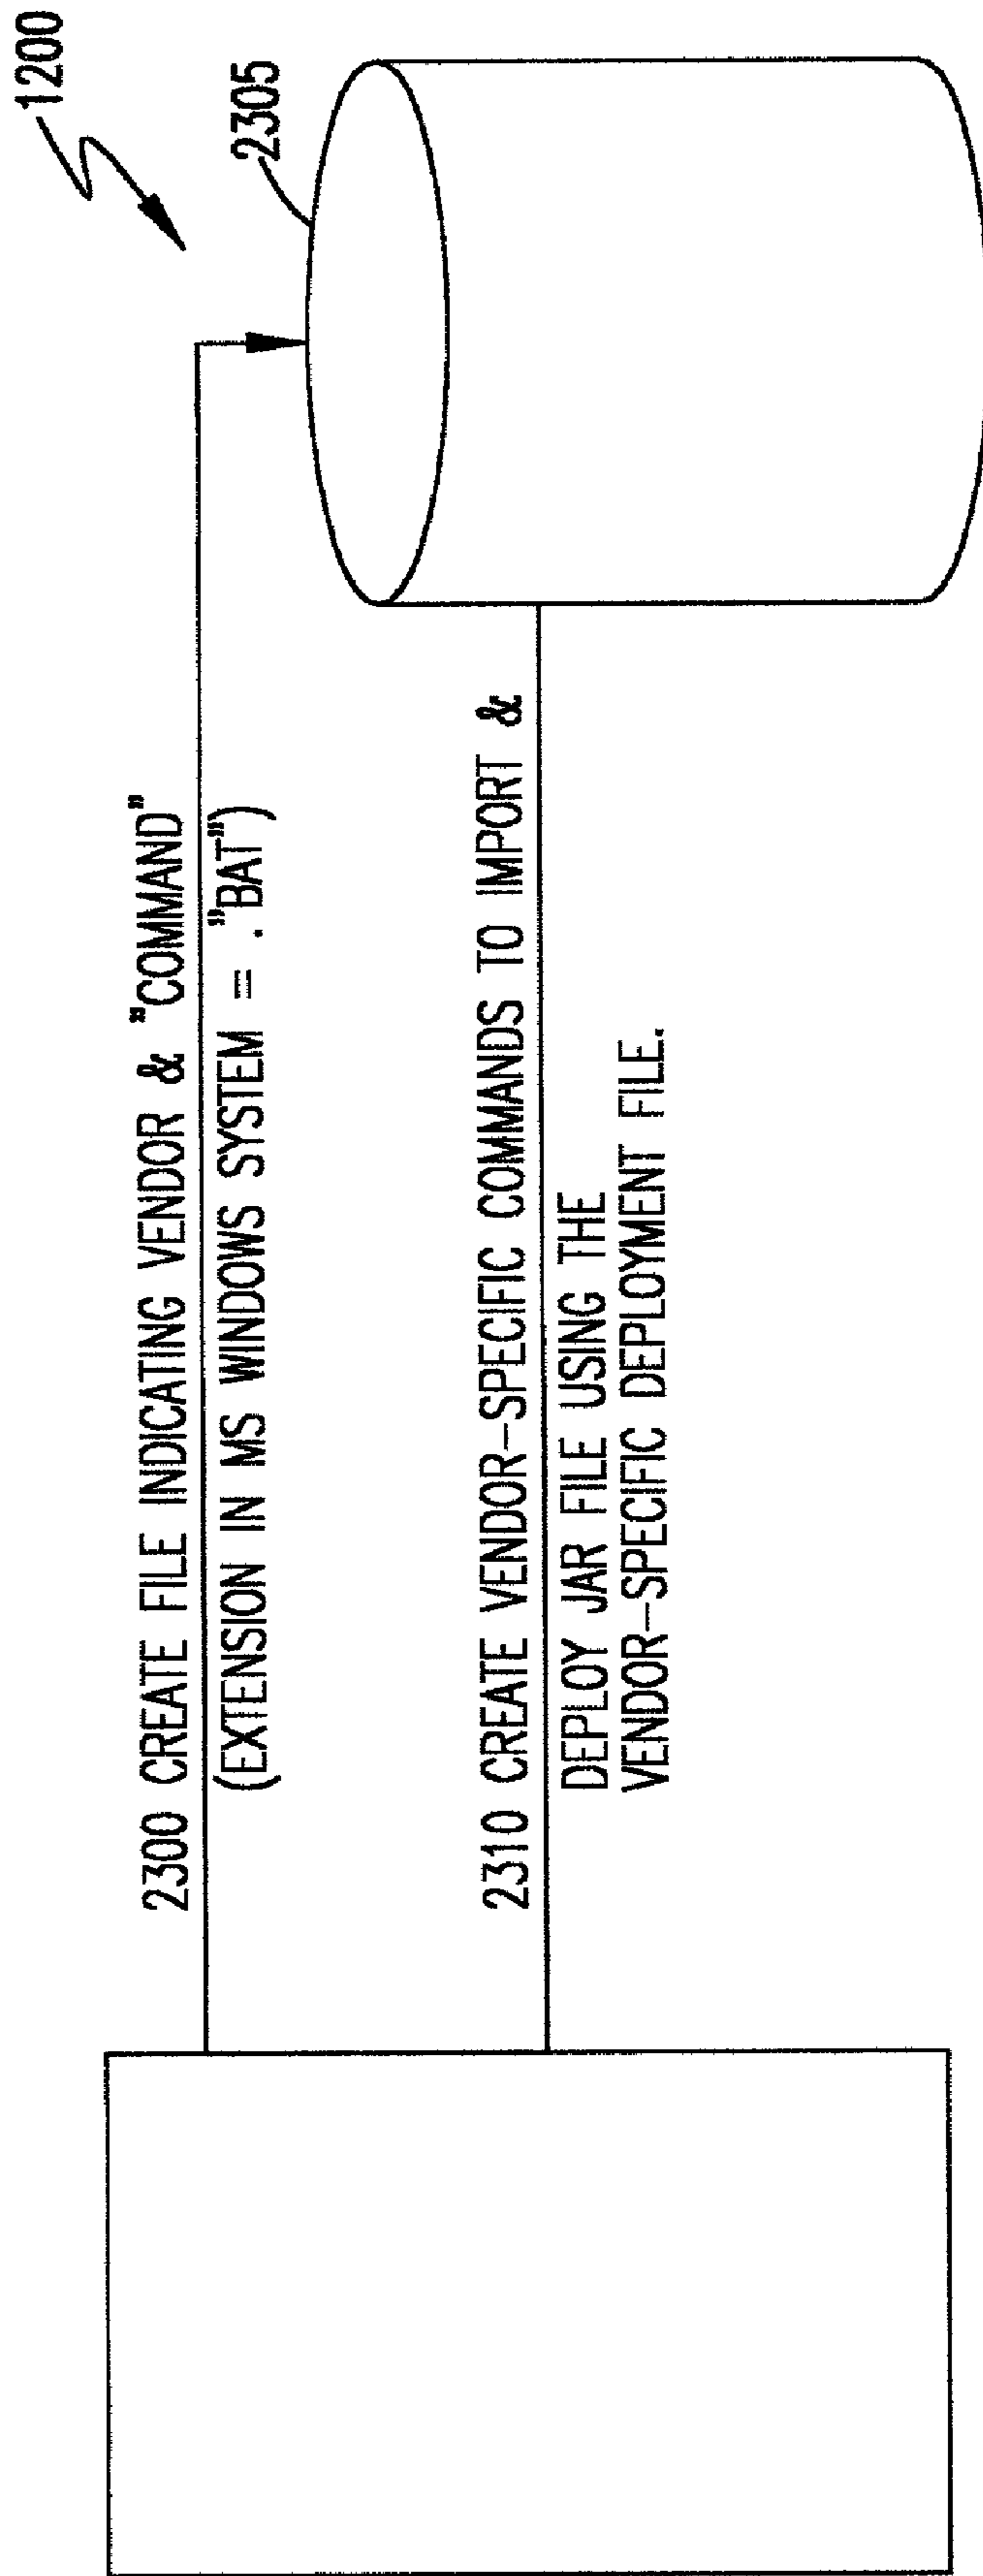 1200
2305
2300 CREATE FILE INDICATING VENDOR & "COMMAND"
(EXTENSION IN MS WINDOWS SYSTEM = ."BAT")
2310 CREATE VENDOR-SPECIFIC COMMANDS TO IMPORT &
DEPLOY JAR FILE USING THE
VENDOR-SPECIFIC DEPLOYMENT FILE.